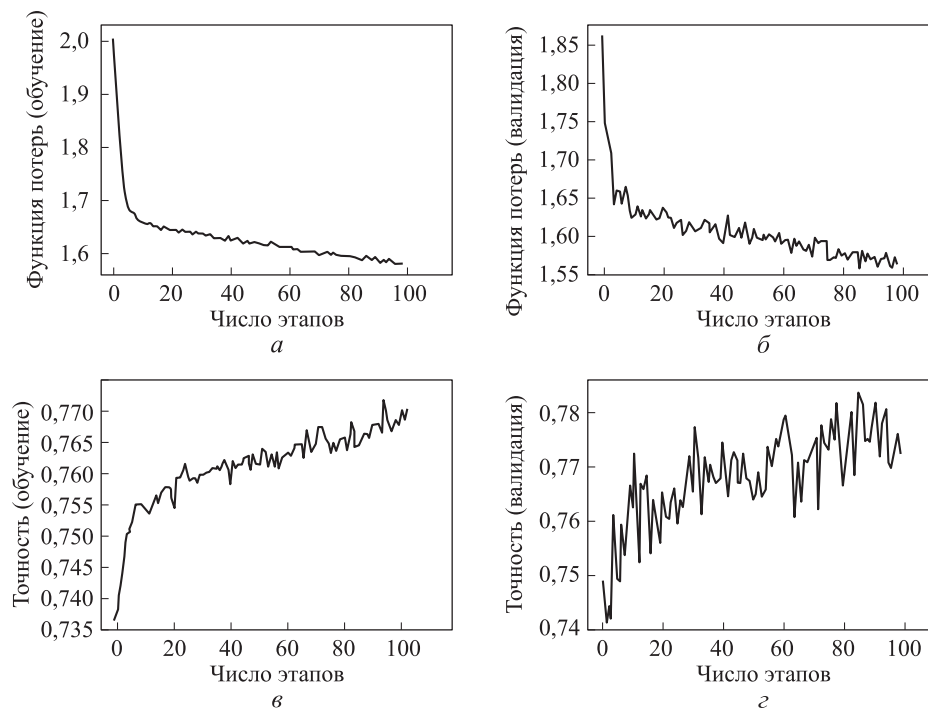 Функция потерь (обучение)
2,0
1,9
1,8
1,7
1,6
0 20 40 60 80 100
Число этапов
а
Функция потерь (валидация)
1,85
1,80
1,75
1,70
1,65
1,60
1,55
0 20 40 60 80 100
Число этапов
б
Точность (обучение)
0,770
0,765
0,760
0,755
0,750
0,745
0,740
0,735
0 20 40 60 80 100
Число этапов
в
Точность (валидация)
0,78
0,77
0,76
0,75
0,74
0 20 40 60 80 100
Число этапов
г